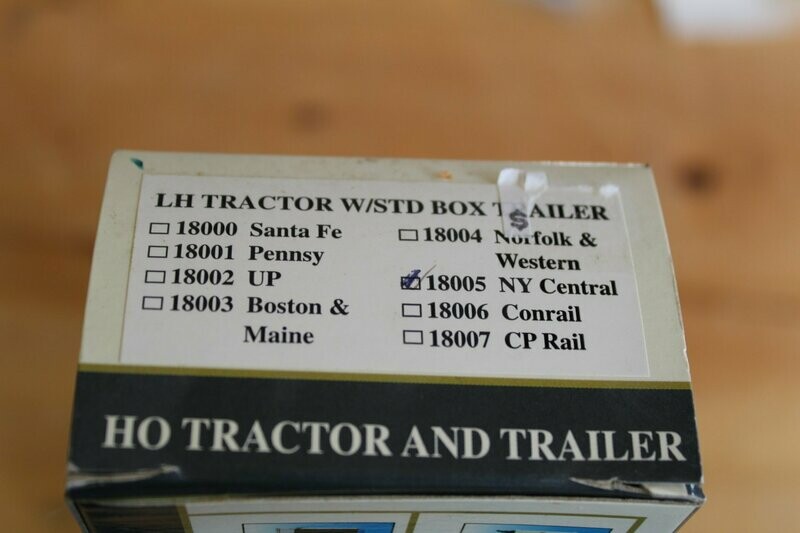 LH TRACTOR W/STD BOX TRAILER
18000 Santa Fe
18001 Pennsy
18002 UP
18003 Boston &
Maine
18004 Norfolk &
Western
18005 NY Central
18006 Conrail
18007 CP Rail
$
HO TRACTOR AND TRAILER